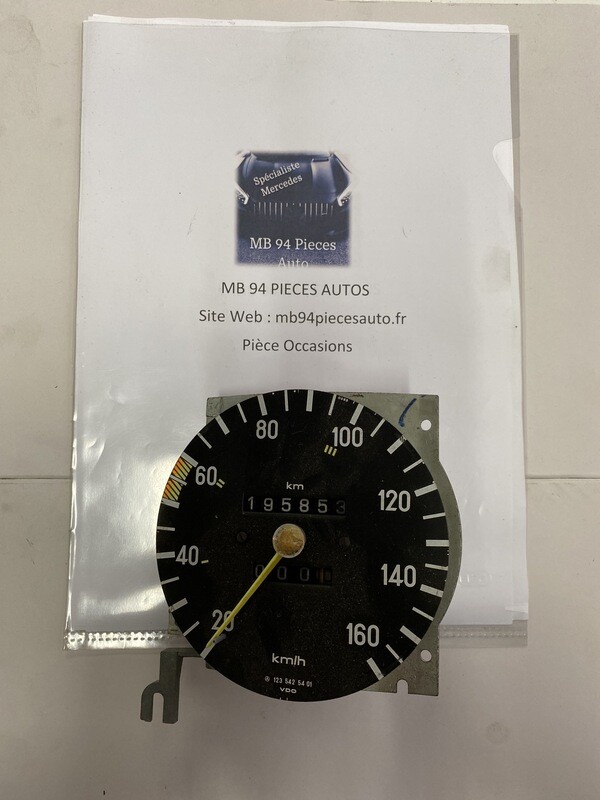 Spécialiste
Mercedes
MB 94 Pieces
Auto
MB 94 PIECES AUTOS
Site Web : mb94piecesauto.fr
Pièce Occasions
80
100
60
km
120
195853
40
140
20
160
km/h
123 542 54 01
VDO